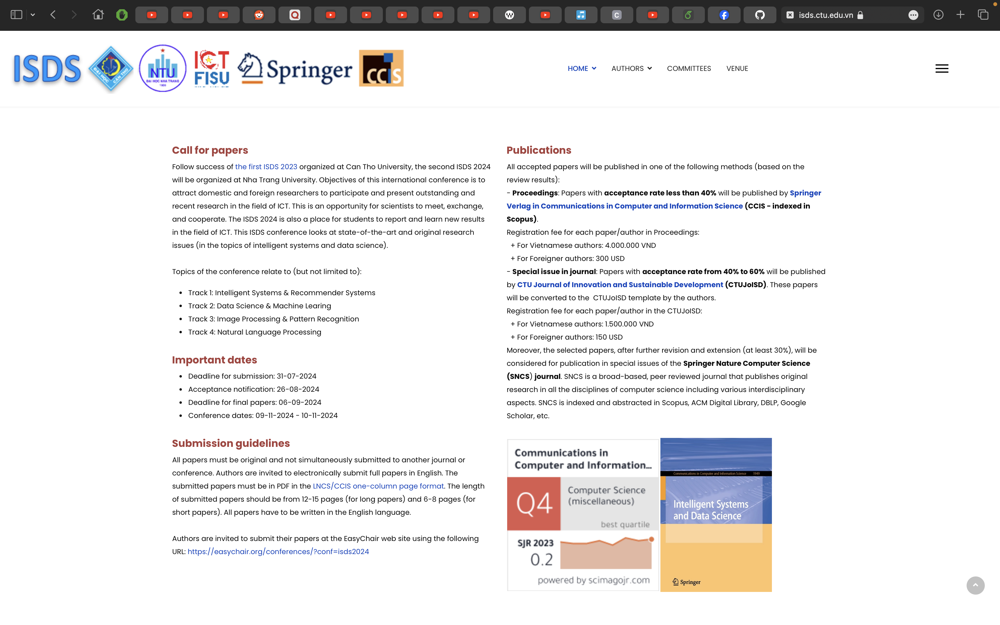 isds.ctu.edu.vn
ISDS
ĐẠI HỌC CẦN THƠ
NTU
ĐẠI HỌC NHA TRANG
ICT
FISU
Springer
CCIS
HOME
AUTHORS
COMMITTEES
VENUE
Call for papers
Follow success of the first ISDS 2023 organized at Can Tho University, the second ISDS 2024
will be organized at Nha Trang University. Objectives of this international conference is to
attract domestic and foreign researchers to participate and present outstanding and
recent research in the field of ICT. This is an opportunity for scientists to meet, exchange,
and cooperate. The ISDS 2024 is also a place for students to report and learn new results
in the field of ICT. This ISDS conference looks at state-of-the-art and original research
issues (in the topics of intelligent systems and data science).
Topics of the conference relate to (but not limited to):
• Track 1: Intelligent Systems & Recommender Systems
• Track 2: Data Science & Machine Learing
• Track 3: Image Processing & Pattern Recognition
• Track 4: Natural Language Processing
Important dates
• Deadline for submission: 31-07-2024
• Acceptance notification: 26-08-2024
• Deadline for final papers: 06-09-2024
• Conference dates: 09-11-2024 - 10-11-2024
Submission guidelines
All papers must be original and not simultaneously submitted to another journal or
conference. Authors are invited to electronically submit full papers in English. The
submitted papers must be in PDF in the LNCS/CCIS one-column page format. The length
of submitted papers should be from 12-15 pages (for long papers) and 6-8 pages (for
short papers). All papers have to be written in the English language.
Authors are invited to submit their papers at the EasyChair web site using the following
URL: https://easychair.org/conferences/?conf=isds2024
Publications
All accepted papers will be published in one of the following methods (based on the
review results):
- Proceedings: Papers with acceptance rate less than 40% will be published by Springer
Verlag in Communications in Computer and Information Science (CCIS - indexed in
Scopus).
Registration fee for each paper/author in Proceedings:
+ For Vietnamese authors: 4.000.000 VND
+ For Foreigner authors: 300 USD
- Special issue in journal: Papers with acceptance rate from 40% to 60% will be published
by CTU Journal of Innovation and Sustainable Development (CTUJoISD). These papers
will be converted to the CTUJoISD template by the authors.
Registration fee for each paper/author in the CTUJoISD:
+ For Vietnamese authors: 1.500.000 VND
+ For Foreigner authors: 150 USD
Moreover, the selected papers, after further revision and extension (at least 30%), will be
considered for publication in special issues of the Springer Nature Computer Science
(SNCS) journal. SNCS is a broad-based, peer reviewed journal that publishes original
research in all the disciplines of computer science including various interdisciplinary
aspects. SNCS is indexed and abstracted in Scopus, ACM Digital Library, DBLP, Google
Scholar, etc.
Communications in
Computer and Information...
Q4
Computer Science
(miscellaneous)
best quartile
SJR 2023
0.2
powered by scimagojr.com
Communications in Computer and Information Science 1949
Intelligent Systems
and Data Science
Springer